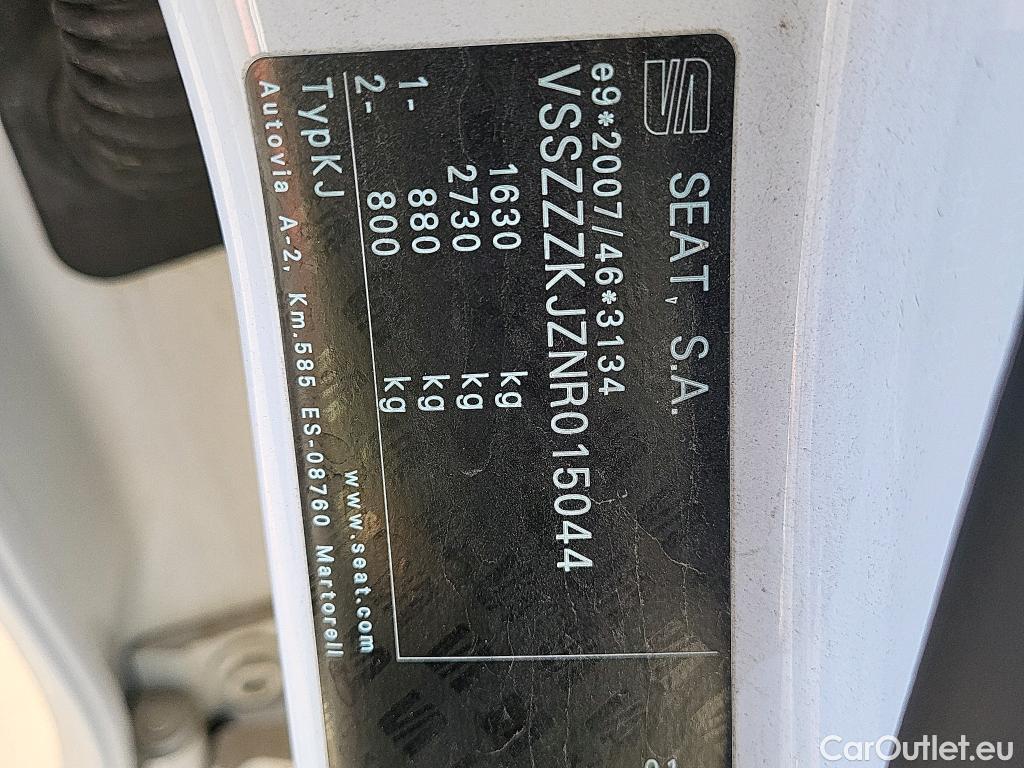 SEAT, S.A.
e9*2007/46*3134
VSSZZZKJZNR015044
1630 kg
2730 kg
1- 880 kg
2- 800 kg
TypKJ www.seat.com
Autovia A-2, Km.585 ES-08760 Martorell
CarOutlet.eu